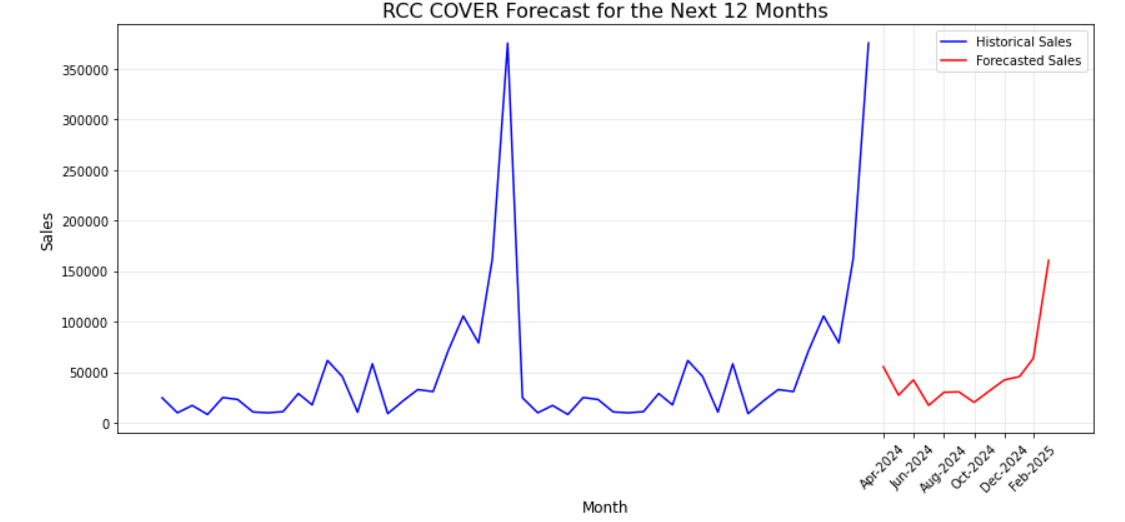 RCC COVER Forecast for the Next 12 Months
Historical Sales
Forecasted Sales
350000
300000
250000
200000
150000
100000
50000
0
Sales
Apr-2024
Jun-2024
Aug-2024
Oct-2024
Dec-2024
Feb-2025
Month